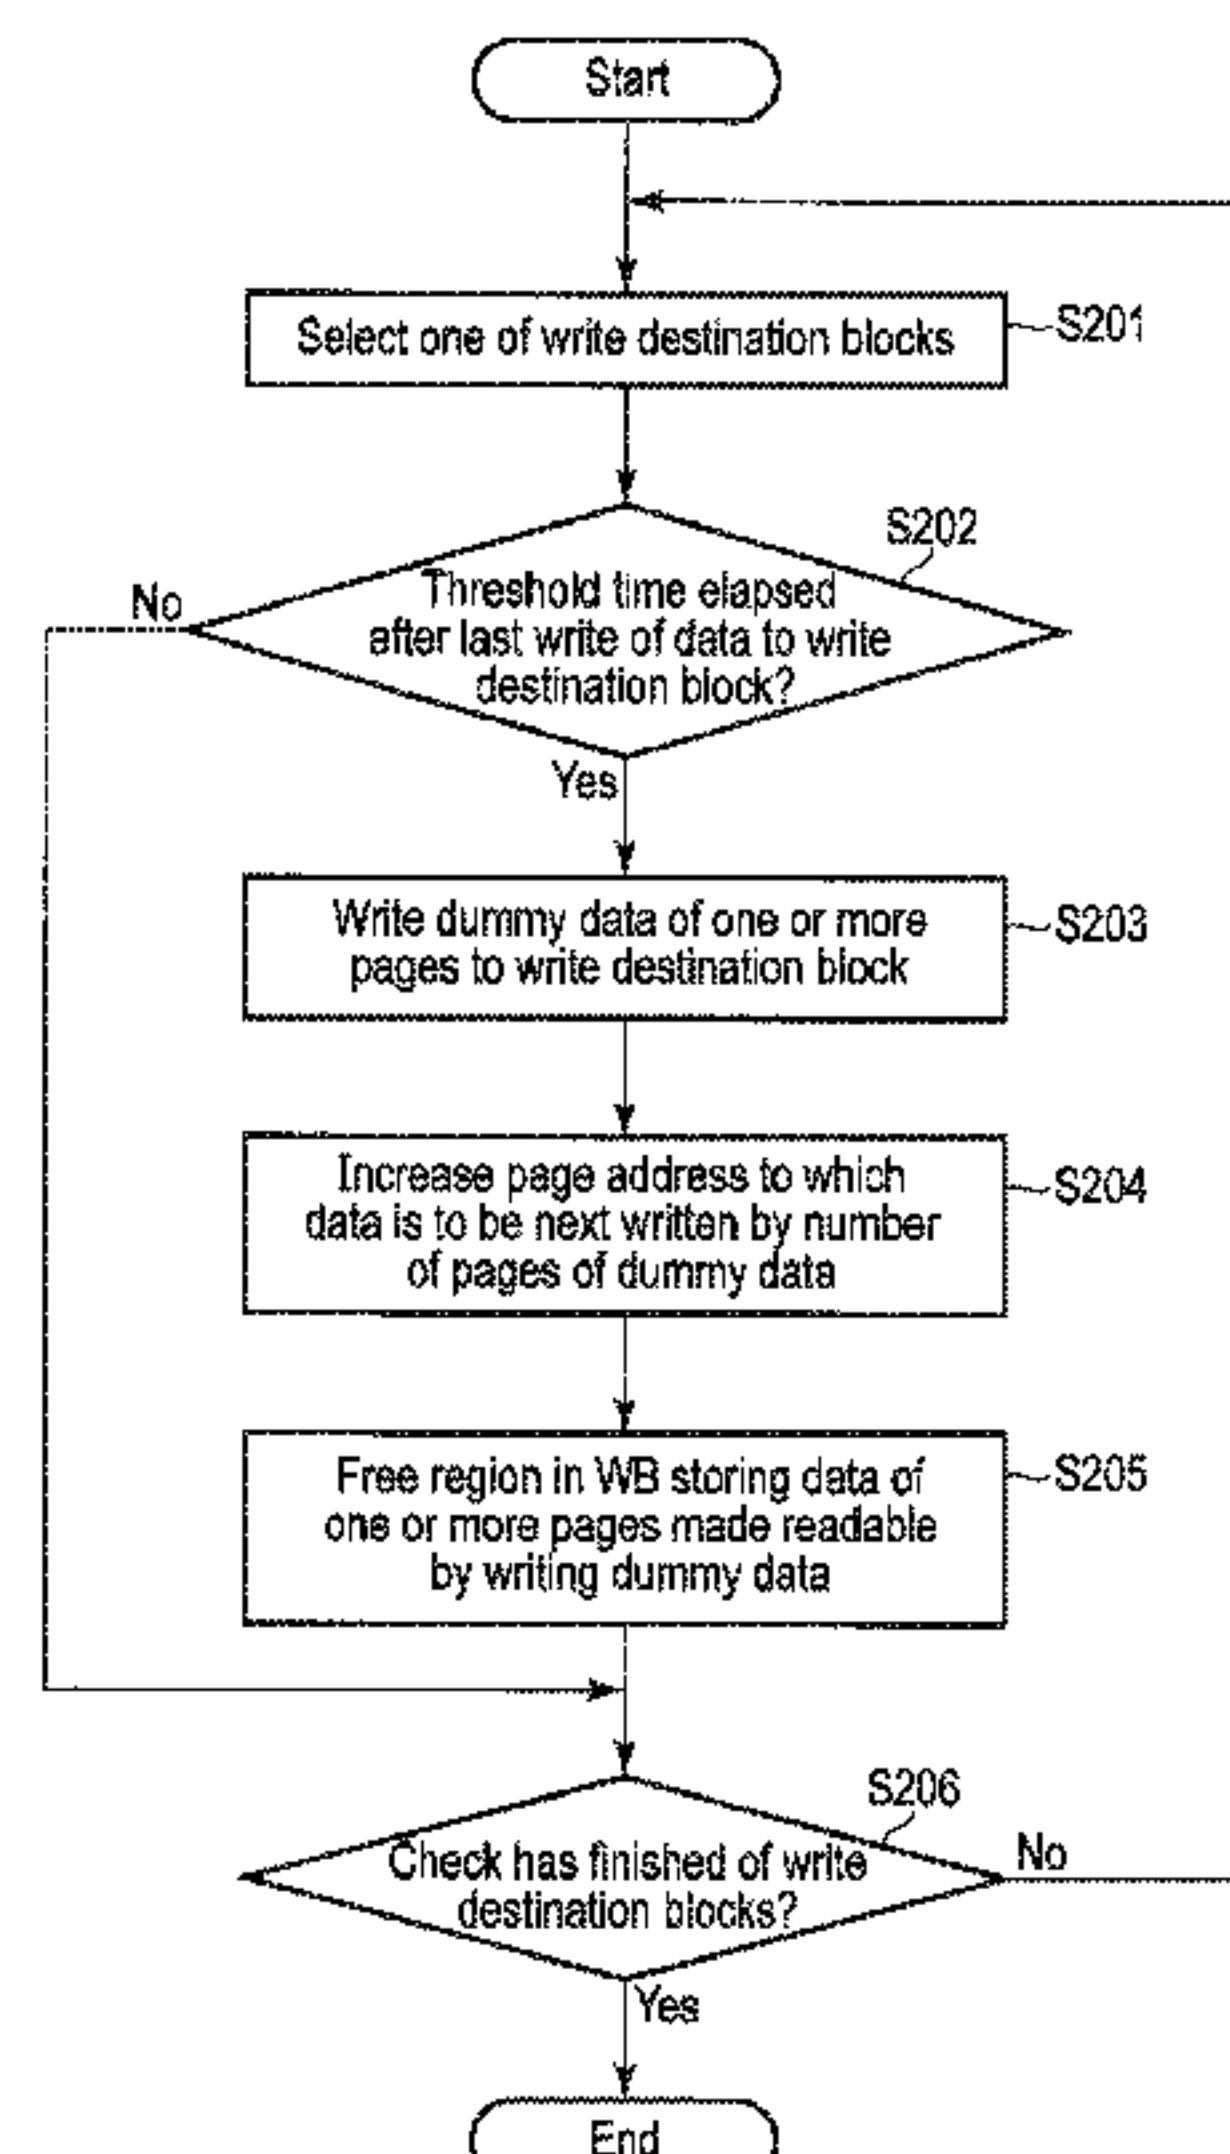 Start
Select one of write destination blocks
S201
S202
No
Threshold time elapsed
after last write of data to write
destination block?
Yes
Write dummy data of one or more
pages to write destination block
S203
Increase page address to which
data is to be next written by number
of pages of dummy data
S204
Free region in WB storing data of
one or more pages made readable
by writing dummy data
S205
S206
Check has finished of write
destination blocks?
No
Yes
End